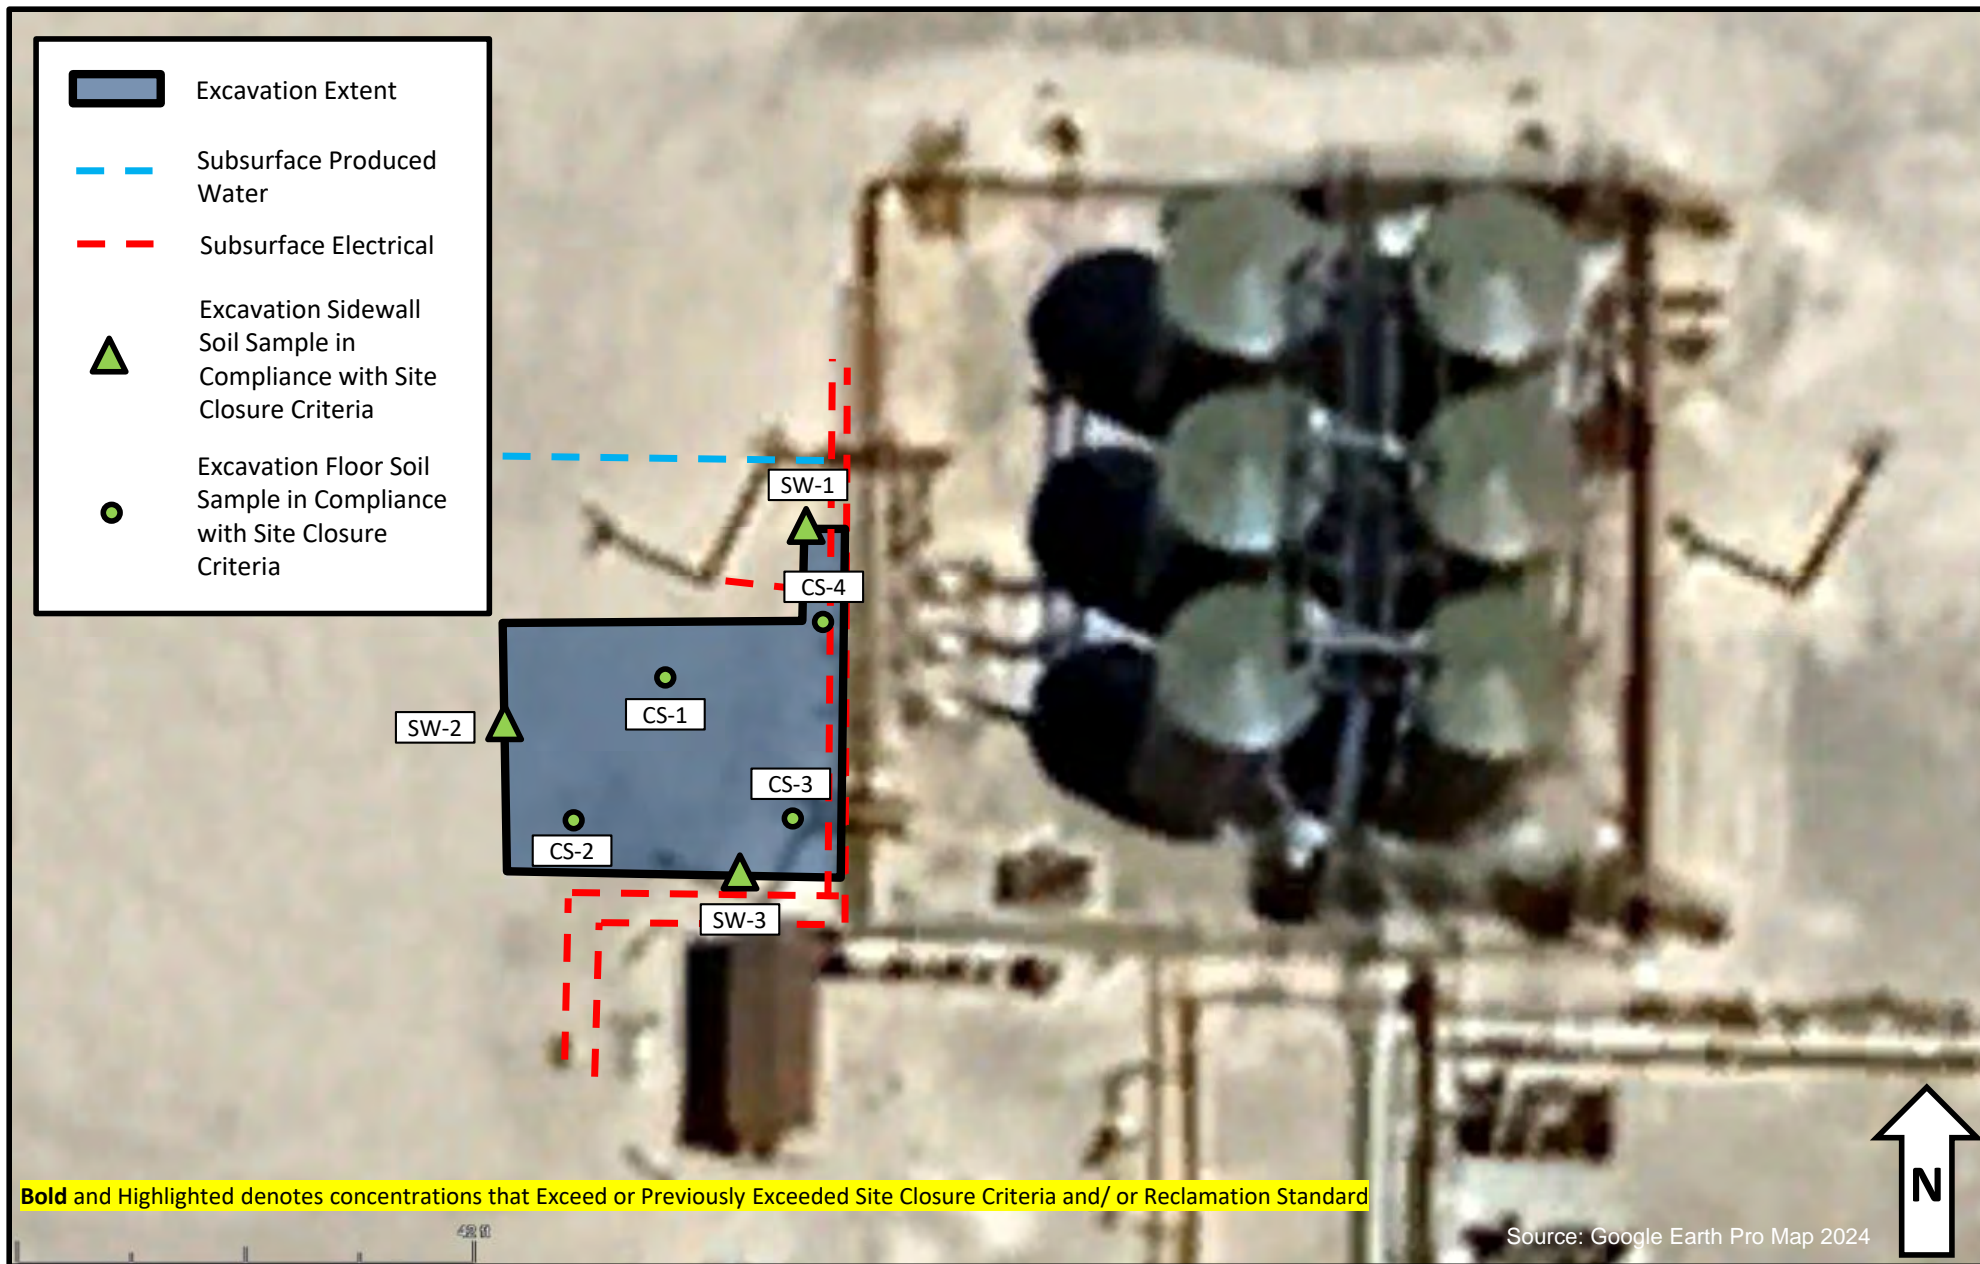 Excavation Extent
Subsurface Produced
Water
Subsurface Electrical
Excavation Sidewall
Soil Sample in
Compliance with Site
Closure Criteria
Excavation Floor Soil
Sample in Compliance
with Site Closure
Criteria
SW-1
CS-4
CS-1
SW-2
CS-3
CS-2
SW-3
Bold and Highlighted denotes concentrations that Exceed or Previously Exceeded Site Closure Criteria and/ or Reclamation Standard
N
42 ft
Source: Google Earth Pro Map 2024